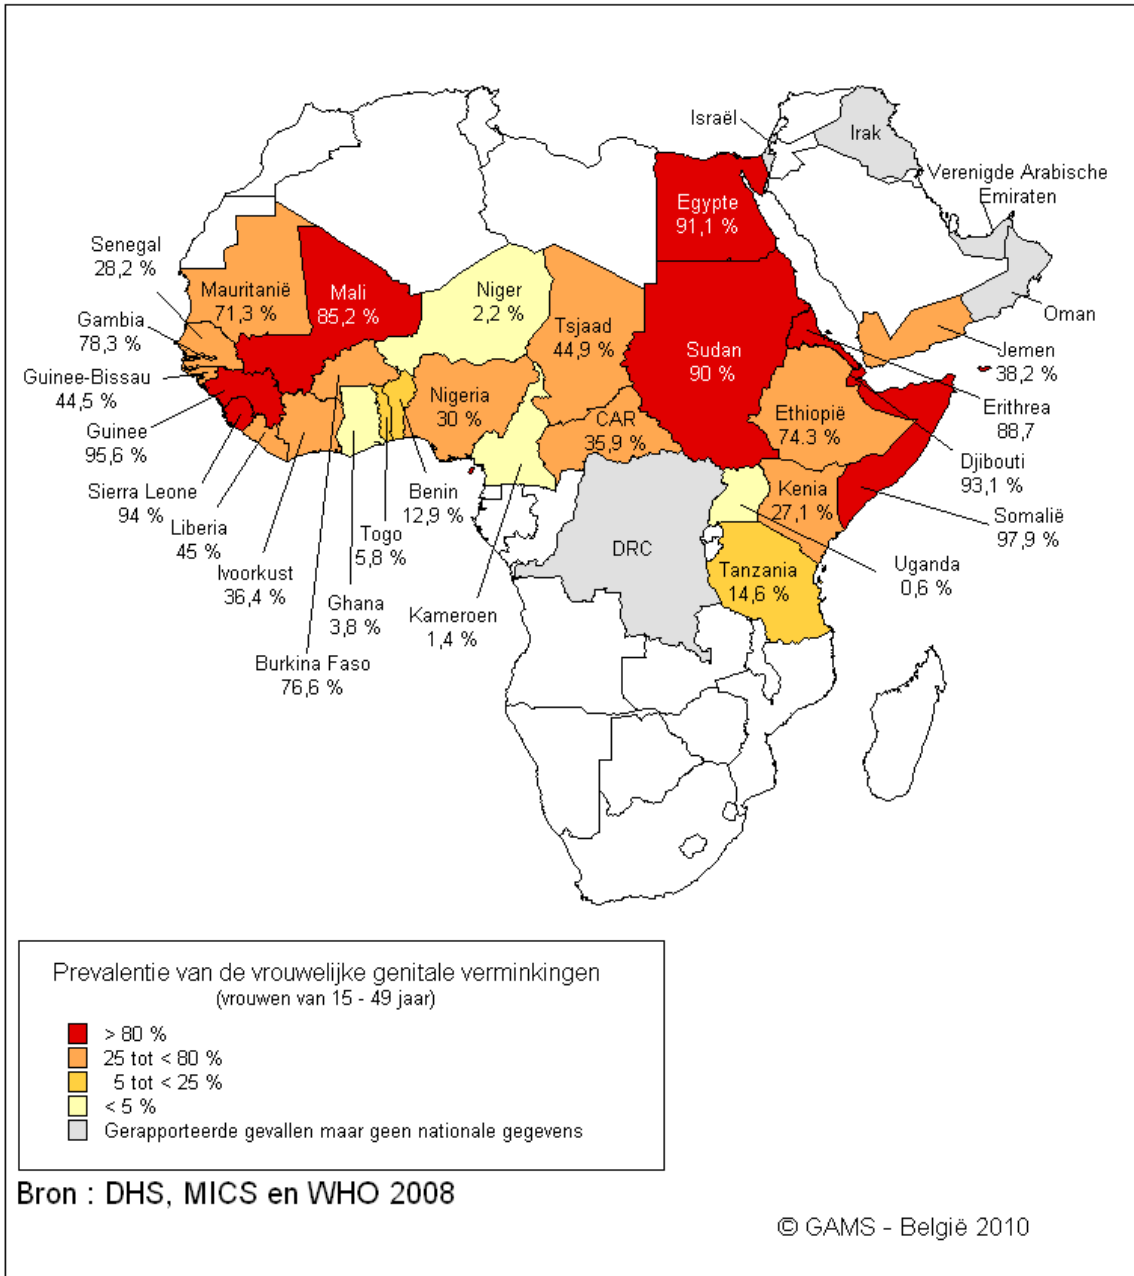 Israël
Irak
Verenigde Arabische
Emiraten
Egypte
91,1 %
Senegal
28,2 %
Mauritanië
71,3 %
Mali
85,2 %
Niger
2,2 %
Oman
Gambia
78,3 %
Tsjaad
44,9 %
Sudan
90 %
Jemen
38,2 %
Guinee-Bissau
44,5 %
Nigeria
30 %
CAR
35,9 %
Ethiopië
74.3 %
Erithrea
88,7
Guinee
95,6 %
Djibouti
93,1 %
Sierra Leone
94 %
Benin
12,9 %
Kenia
27,1 %
Somalië
97,9 %
Liberia
45 %
Togo
5,8 %
DRC
Uganda
0,6 %
Ivoorkust
36,4 %
Tanzania
14,6 %
Ghana
3,8 %
Kameroen
1,4 %
Burkina Faso
76,6 %
Prevalentie van de vrouwelijke genitale verminkingen
(vrouwen van 15 - 49 jaar)
> 80 %
25 tot < 80 %
5 tot < 25 %
< 5 %
Gerapporteerde gevallen maar geen nationale gegevens
Bron : DHS, MICS en WHO 2008
© GAMS - België 2010